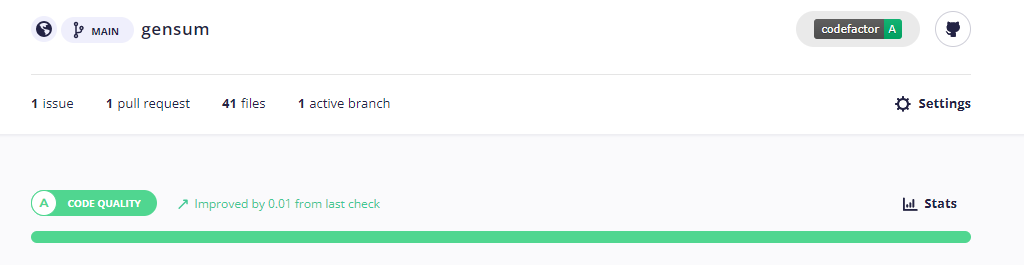 MAIN gensum codefactor A
1 issue 1 pull request 41 files 1 active branch Settings
A CODE QUALITY Improved by 0.01 from last check Stats